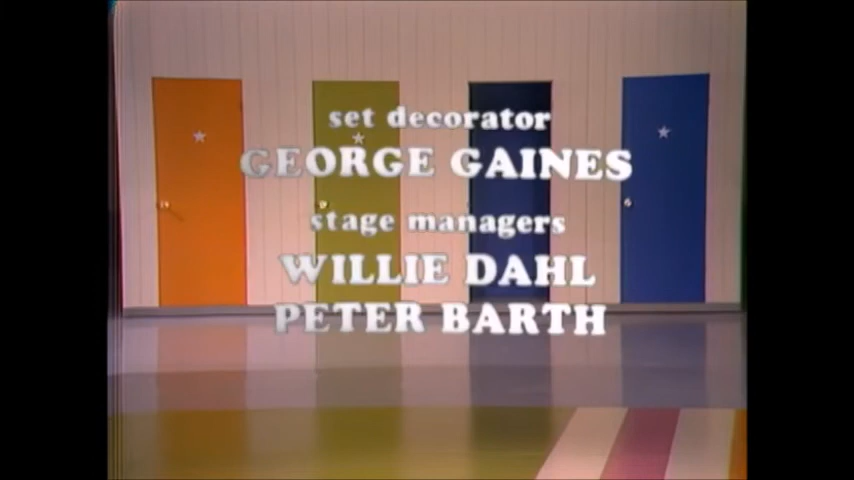 set decorator
GEORGE GAINES
stage managers
WILLIE DAHL
PETER BARTH